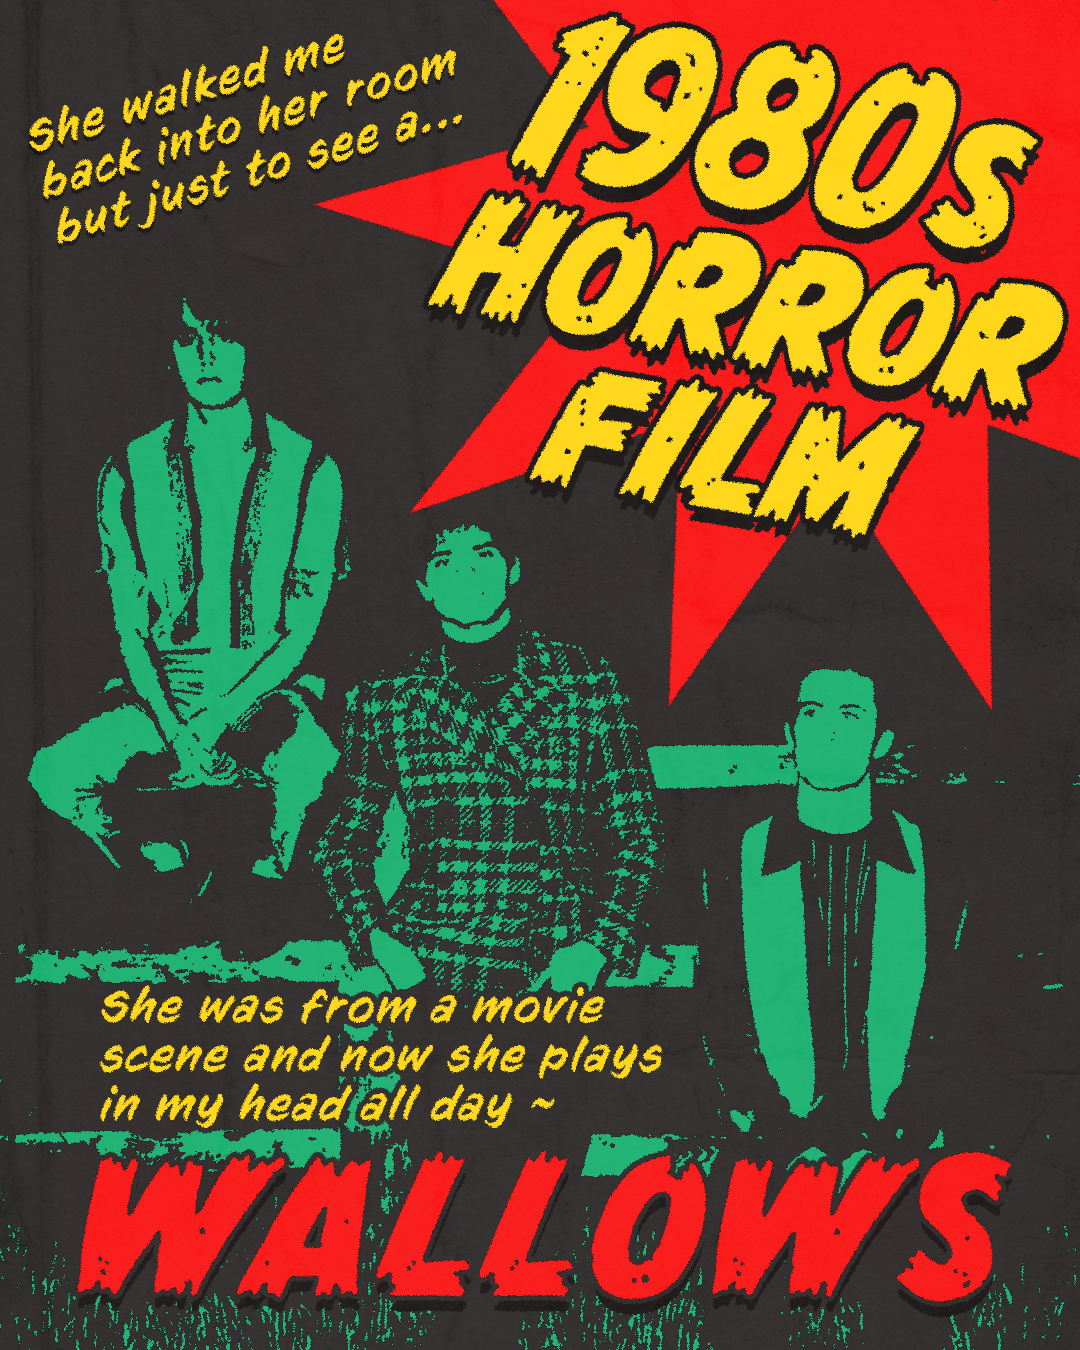 She walked me
back into her room
but just to see a...
1980s
HORROR
FILM
She was from a movie
scene and now she plays
in my head all day ~
WALLOWS